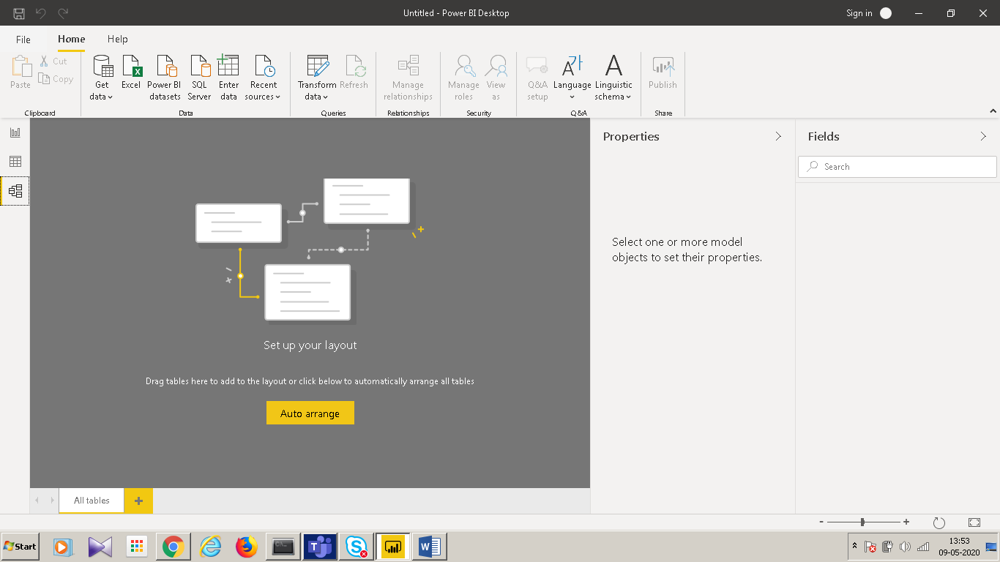 Untitled - Power BI Desktop
Sign in
File
Home
Help
Paste
Cut
Copy
Clipboard
Get data
Excel
Power BI datasets
SQL Server
Enter data
Recent sources
Data
Transform data
Refresh
Queries
Manage relationships
Relationships
Manage roles
View as
Security
Q&A setup
Language
Linguistic schema
Q&A
Publish
Share
Set up your layout
Drag tables here to add to the layout or click below to automatically arrange all tables
Auto arrange
Properties
Select one or more model
objects to set their properties.
Fields
Search
All tables
Start
13:53
09-05-2020